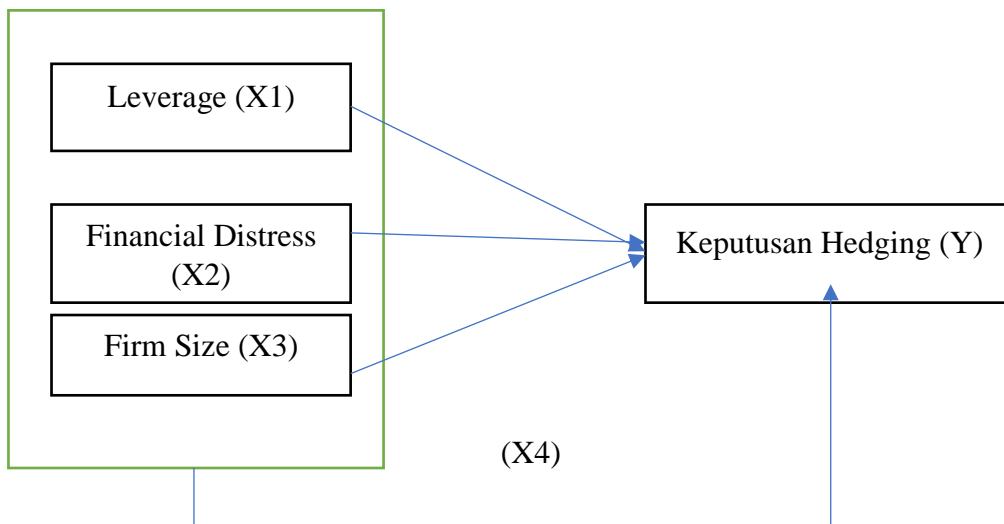 Leverage (X1)
Financial Distress
(X2)
Keputusan Hedging (Y)
Firm Size (X3)
(X4)